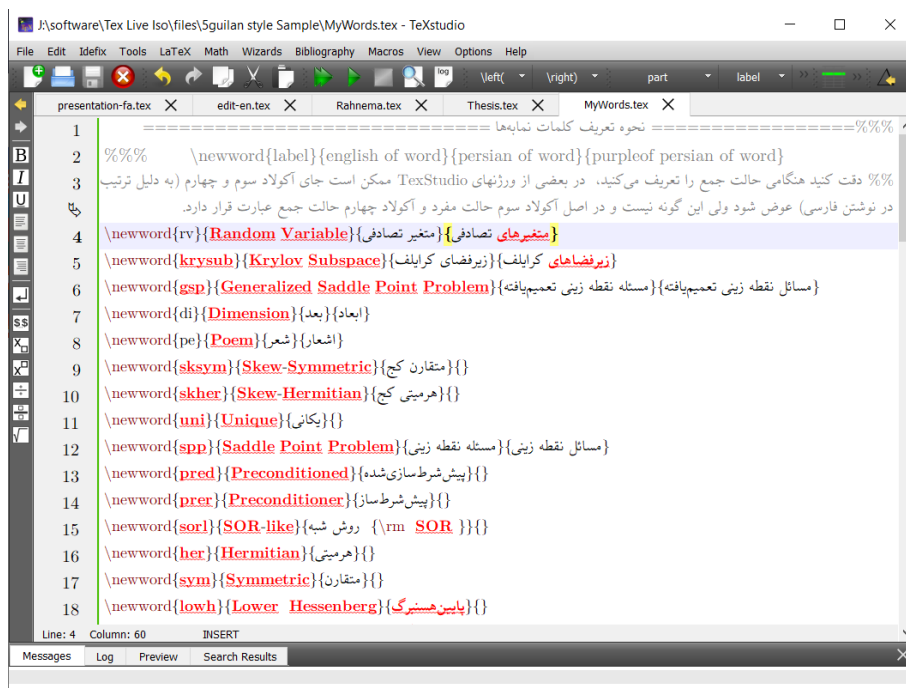 J:\software\Tex Live Iso\files\5guilan style Sample\MyWords.tex - TeXstudio
File Edit Idefix Tools LaTeX Math Wizards Bibliography Macros View Options Help
log \left( \right) part label
presentation-fa.tex X edit-en.tex X Rahnema.tex X Thesis.tex X MyWords.tex X
1 %%%================= نحوه تعریف کلمات نمایه‌ها =============================
2 %%% \newword{label}{english of word}{persian of word}{purpleof persian of word}
3 %% دقت کنید هنگامی حالت جمع را تعریف می‌کنید، در بعضی از ورژنهای TexStudio ممکن است جای آکولاد سوم و چهارم (به دلیل ترتیب
در نوشتن فارسی) عوض شود ولی این گونه نیست و در اصل آکولاد سوم حالت مفرد و آکولاد چهارم حالت جمع عبارت قرار دارد.
4 \newword{rv}{Random Variable}{متغیر تصادفی}{متغیرهای تصادفی}
5 \newword{krysub}{Krylov Subspace}{زیرفضای کرایلف}{زیرفضاهای کرایلف}
6 \newword{gsp}{Generalized Saddle Point Problem}{مسئله نقطه زینی تعمیم‌یافته}{مسائل نقطه زینی تعمیم‌یافته}
7 \newword{di}{Dimension}{بعد}{ابعاد}
8 \newword{pe}{Poem}{شعر}{اشعار}
9 \newword{sksym}{Skew-Symmetric}{متقارن کج}{}
10 \newword{skher}{Skew-Hermitian}{هرمیتی کج}{}
11 \newword{uni}{Unique}{یکانی}{}
12 \newword{spp}{Saddle Point Problem}{مسئله نقطه زینی}{مسائل نقطه زینی}
13 \newword{pred}{Preconditioned}{پیش‌شرط‌سازی‌شده}{}
14 \newword{prer}{Preconditioner}{پیش‌شرط‌ساز}{}
15 \newword{sorl}{SOR-like}{روش شبه {\rm SOR }}{}
16 \newword{her}{Hermitian}{هرمیتی}{}
17 \newword{sym}{Symmetric}{متقارن}{}
18 \newword{lowh}{Lower Hessenberg}{پایین‌هسنبرگ}{}
Line: 4 Column: 60 INSERT
Messages Log Preview Search Results